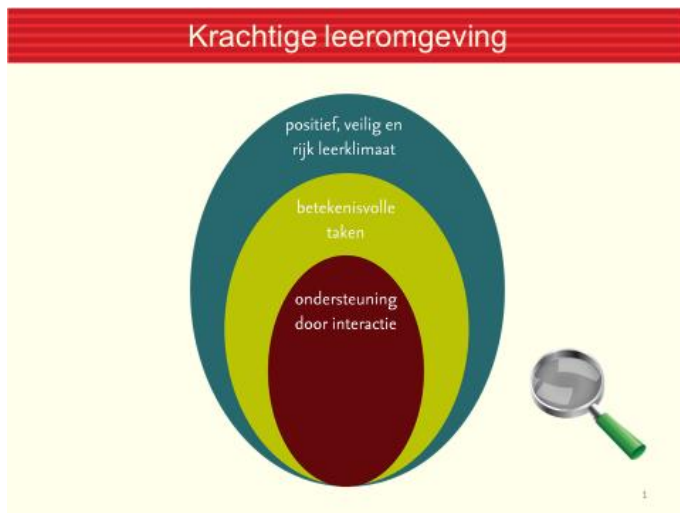 Krachtige leeromgeving
positief, veilig en
rijk leerklimaat
betekenisvolle
taken
ondersteuning
door interactie
1